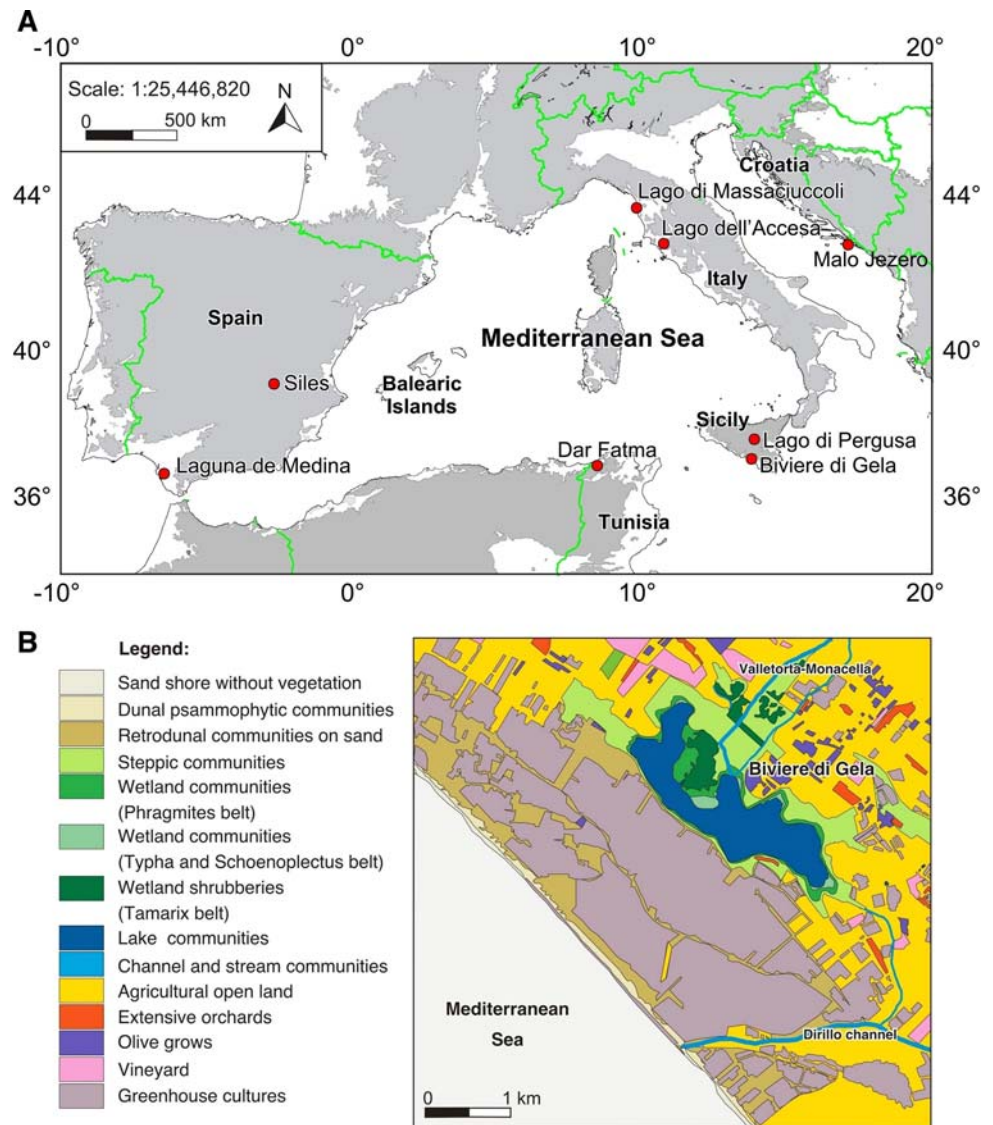 A
-10° 0° 10° 20°
Scale: 1:25,446,820
N
0 500 km
Croatia
44° 44°
Lago di Massaciuccoli
Lago dell'Accesa
Malo Jezero
Italy
Spain
Mediterranean Sea
40° 40°
Siles
Balearic
Islands
Sicily
Lago di Pergusa
Dar Fatma
Laguna de Medina
Biviere di Gela
36° 36°
Tunisia
-10° 0° 10° 20°
B
Legend:
Sand shore without vegetation
Dunal psammophytic communities
Retrodunal communities on sand
Steppic communities
Wetland communities
(Phragmites belt)
Wetland communities
(Typha and Schoenoplectus belt)
Wetland shrubberies
(Tamarix belt)
Lake communities
Channel and stream communities
Agricultural open land
Extensive orchards
Olive grows
Vineyard
Greenhouse cultures
Valletorta-Monacella
Biviere di Gela
Mediterranean
Sea
Dirillo channel
0 1 km